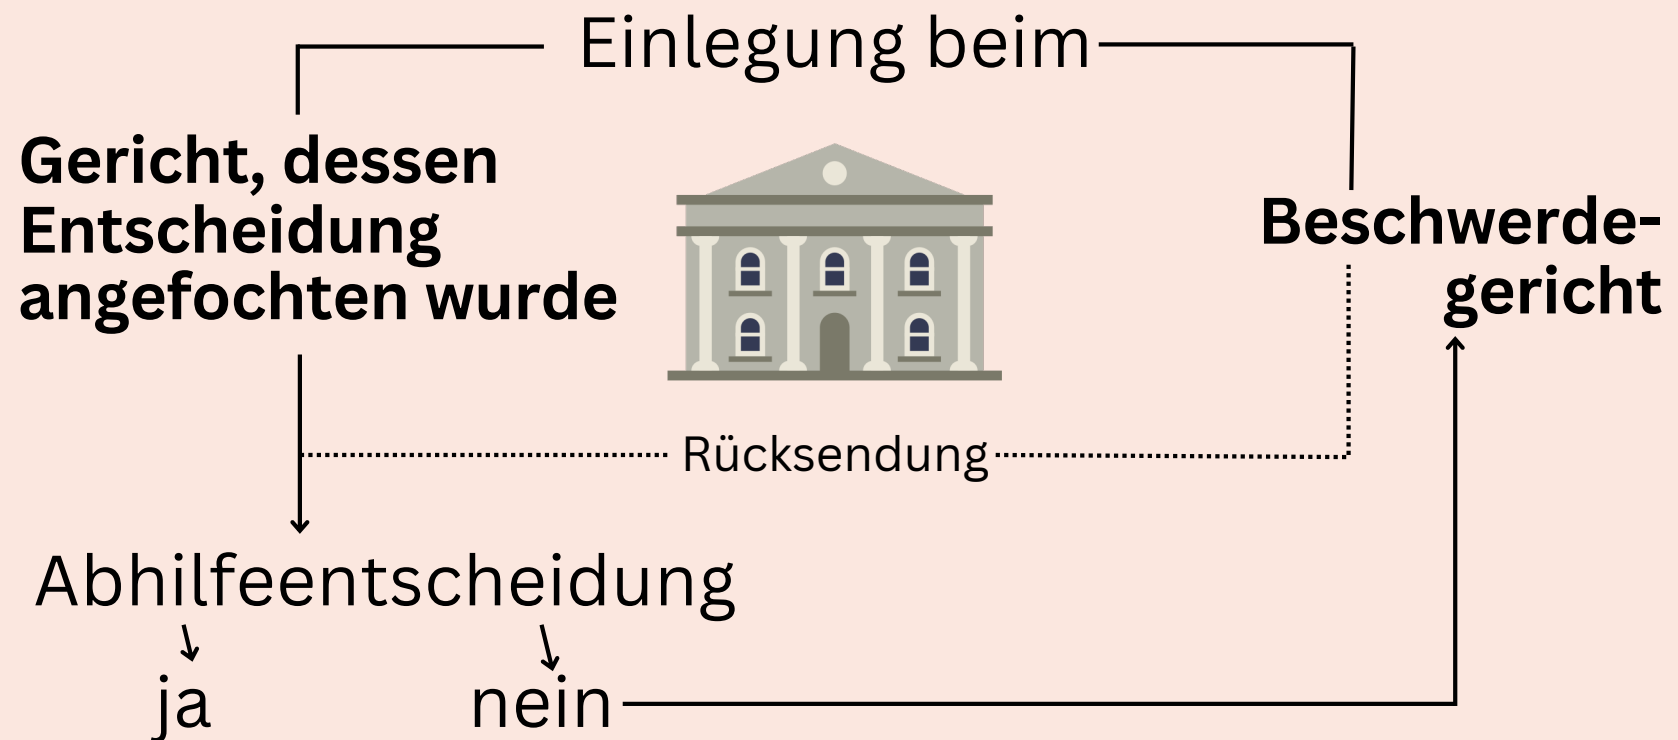 Einlegung beim
Gericht, dessen
Entscheidung
angefochten wurde
Beschwerde-
gericht
Rücksendung
Abhilfeentscheidung
ja
nein